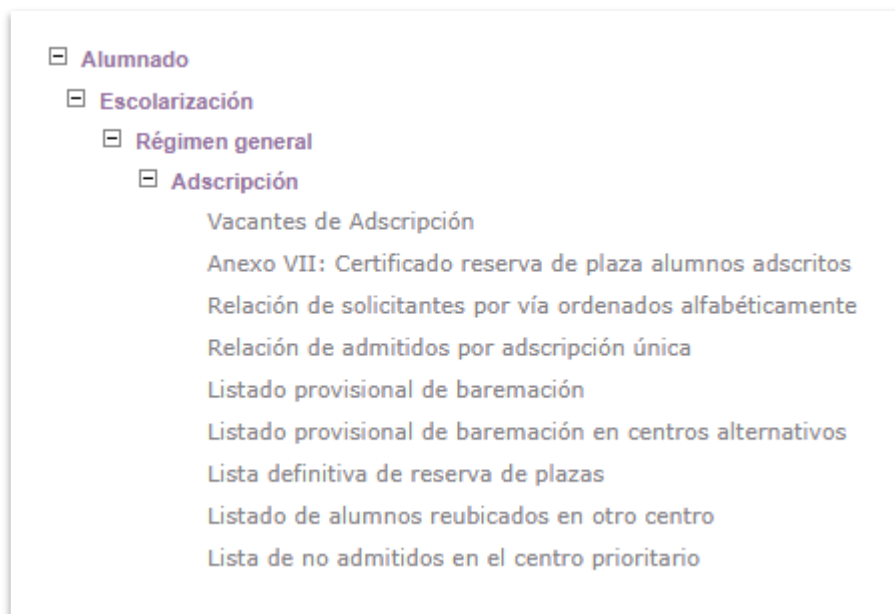 Alumnado
Escolarización
Régimen general
Adscripción
Vacantes de Adscripción
Anexo VII: Certificado reserva de plaza alumnos adscritos
Relación de solicitantes por vía ordenados alfabéticamente
Relación de admitidos por adscripción única
Listado provisional de baremación
Listado provisional de baremación en centros alternativos
Lista definitiva de reserva de plazas
Listado de alumnos reubicados en otro centro
Lista de no admitidos en el centro prioritario